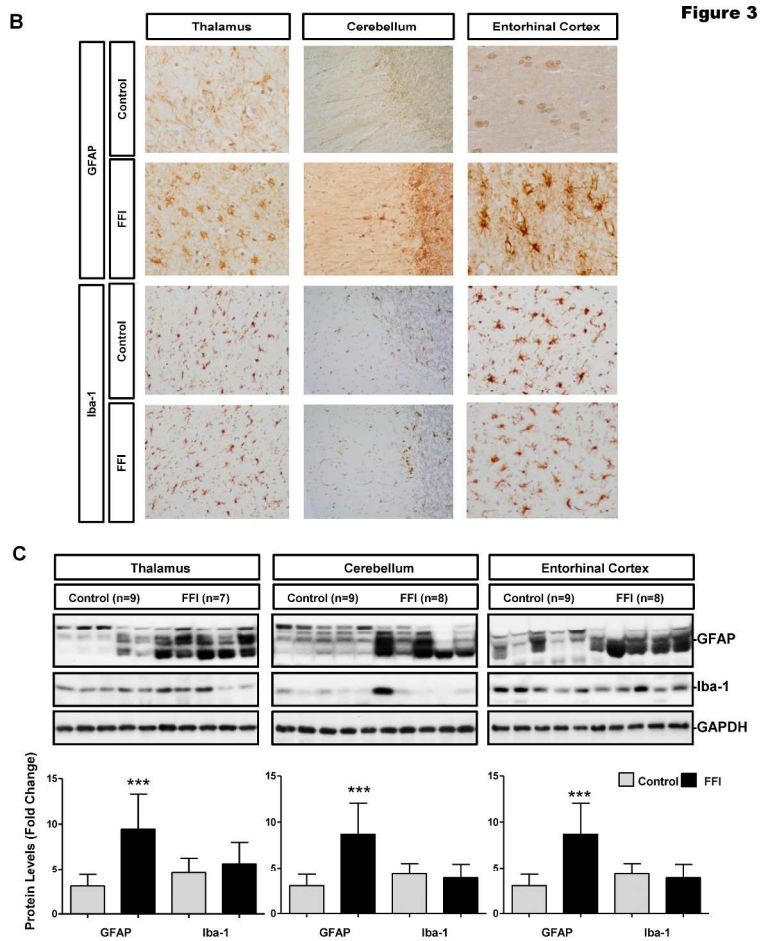 Figure 3
B
Thalamus Cerebellum Entorhinal Cortex
GFAP
Control
FFI
Iba-1
Control
FFI
C
Thalamus Cerebellum Entorhinal Cortex
Control (n=9) FFI (n=7) Control (n=9) FFI (n=8) Control (n=9) FFI (n=8)
-GFAP
-Iba-1
-GAPDH
Protein Levels (Fold Change)
15
10
5
0
***
GFAP Iba-1
15
10
5
0
***
GFAP Iba-1
15
10
5
0
***
GFAP Iba-1
Control FFI